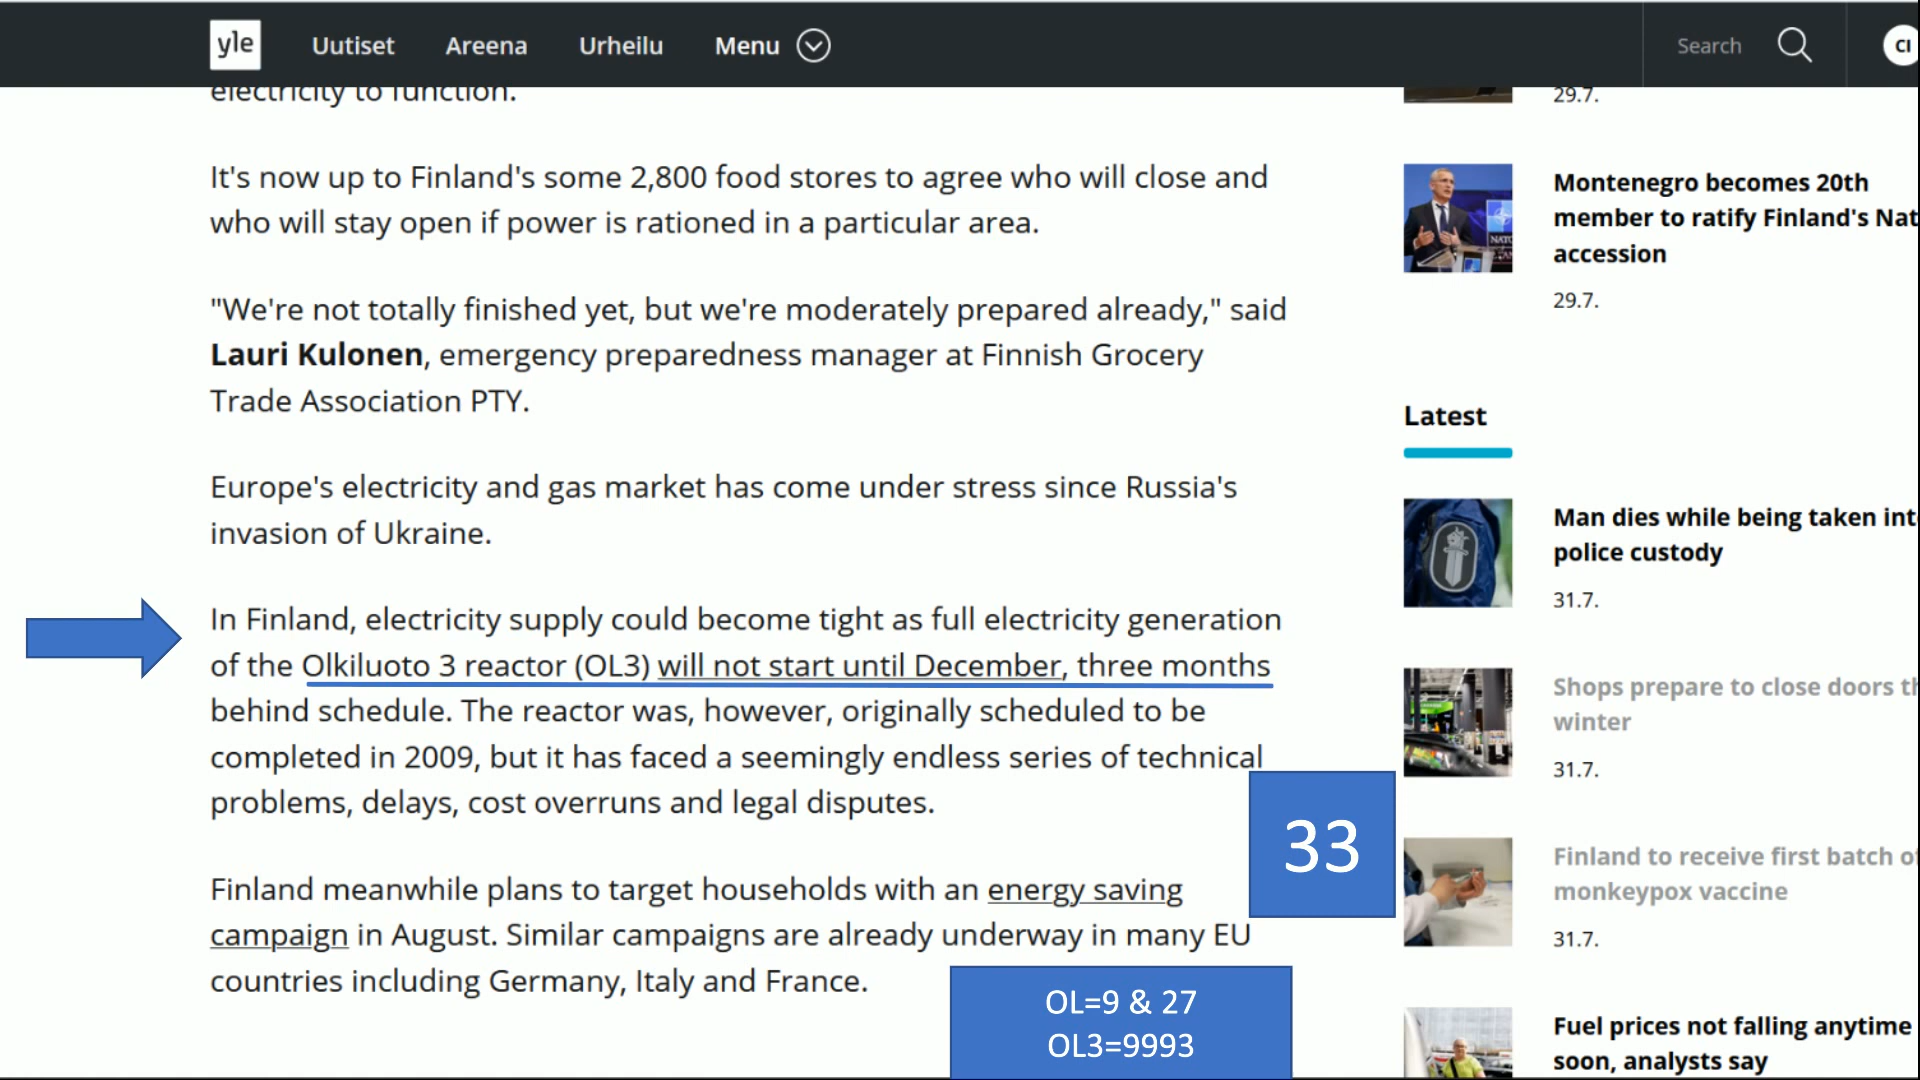 yle Uutiset Areena Urheilu Menu Search CI
electricity to function.
It's now up to Finland's some 2,800 food stores to agree who will close and
who will stay open if power is rationed in a particular area.
"We're not totally finished yet, but we're moderately prepared already," said
Lauri Kulonen, emergency preparedness manager at Finnish Grocery
Trade Association PTY.
Europe's electricity and gas market has come under stress since Russia's
invasion of Ukraine.
In Finland, electricity supply could become tight as full electricity generation
of the Olkiluoto 3 reactor (OL3) will not start until December, three months
behind schedule. The reactor was, however, originally scheduled to be
completed in 2009, but it has faced a seemingly endless series of technical
problems, delays, cost overruns and legal disputes.
Finland meanwhile plans to target households with an energy saving
campaign in August. Similar campaigns are already underway in many EU
countries including Germany, Italy and France.
33
OL=9 & 27
OL3=9993
29.7.
NATO
Montenegro becomes 20th
member to ratify Finland's Nat
accession
29.7.
Latest
Man dies while being taken int
police custody
31.7.
Shops prepare to close doors th
winter
31.7.
Finland to receive first batch of
monkeypox vaccine
31.7.
Fuel prices not falling anytime
soon, analysts say